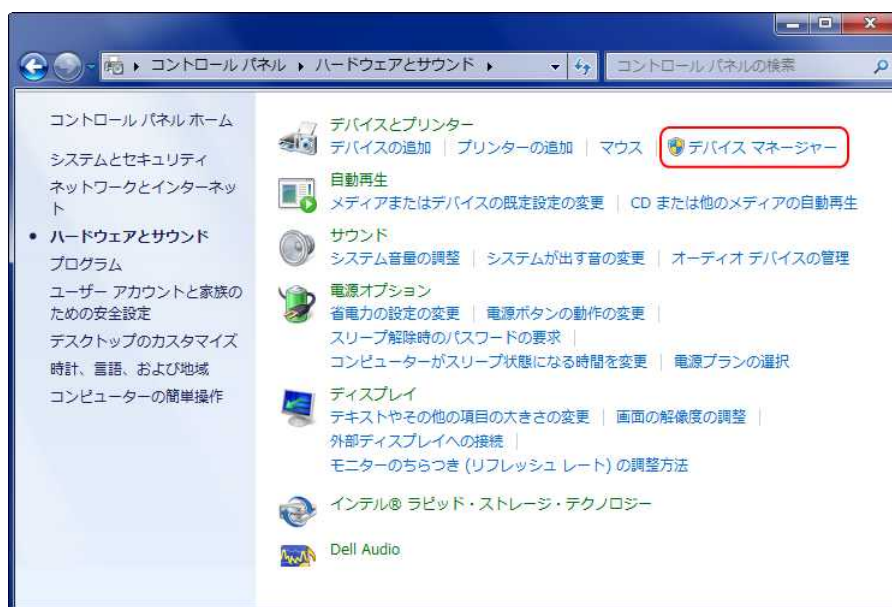 コントロール パネル ▸ ハードウェアとサウンド ▸
コントロール パネルの検索
コントロール パネル ホーム
システムとセキュリティ
ネットワークとインターネッ
ト
• ハードウェアとサウンド
プログラム
ユーザー アカウントと家族の
ための安全設定
デスクトップのカスタマイズ
時計、言語、および地域
コンピューターの簡単操作
デバイスとプリンター
デバイスの追加 | プリンターの追加 | マウス | デバイス マネージャー
自動再生
メディアまたはデバイスの既定設定の変更 | CD または他のメディアの自動再生
サウンド
システム音量の調整 | システムが出す音の変更 | オーディオ デバイスの管理
電源オプション
省電力の設定の変更 | 電源ボタンの動作の変更 |
スリープ解除時のパスワードの要求 |
コンピューターがスリープ状態になる時間を変更 | 電源プランの選択
ディスプレイ
テキストやその他の項目の大きさの変更 | 画面の解像度の調整 |
外部ディスプレイへの接続 |
モニターのちらつき (リフレッシュ レート) の調整方法
インテル® ラピッド・ストレージ・テクノロジー
Dell Audio